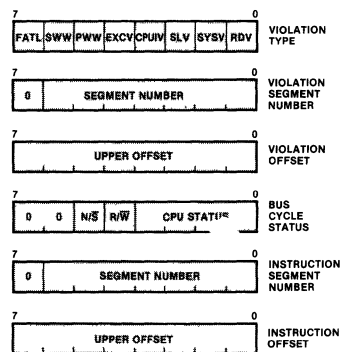 7 0
FATL SWW PWW EXCV CPUIV SLV SYSV RDV
VIOLATION
TYPE
7 0
0 SEGMENT NUMBER
VIOLATION
SEGMENT
NUMBER
7 0
UPPER OFFSET
VIOLATION
OFFSET
7 0
0 0 N/S̅ R/W̅ CPU
BUS
CYCLE
STATUS
7 0
0 SEGMENT NUMBER
INSTRUCTION
SEGMENT
NUMBER
7 0
UPPER OFFSET
INSTRUCTION
OFFSET